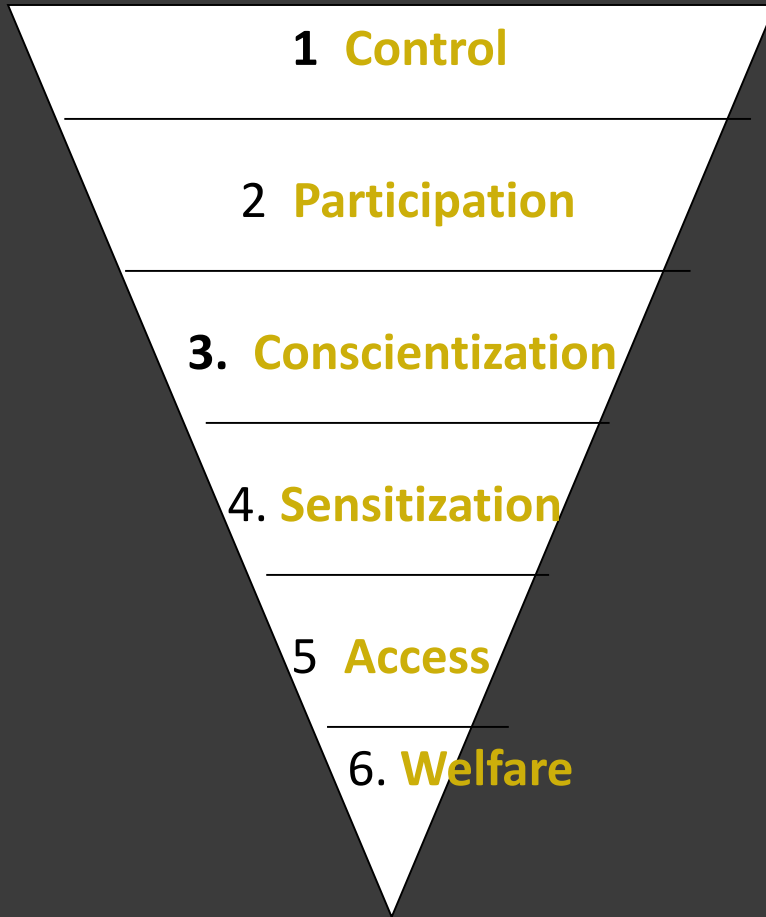 1 Control
2 Participation
3. Conscientization
4. Sensitization
5 Access
6. Welfare